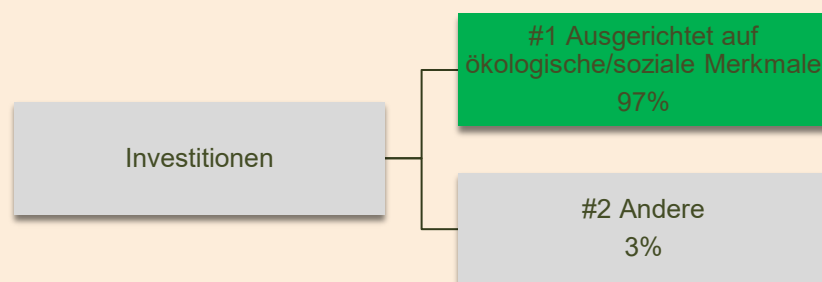 #1 Ausgerichtet auf
ökologische/soziale Merkmale
97%
Investitionen
#2 Andere
3%